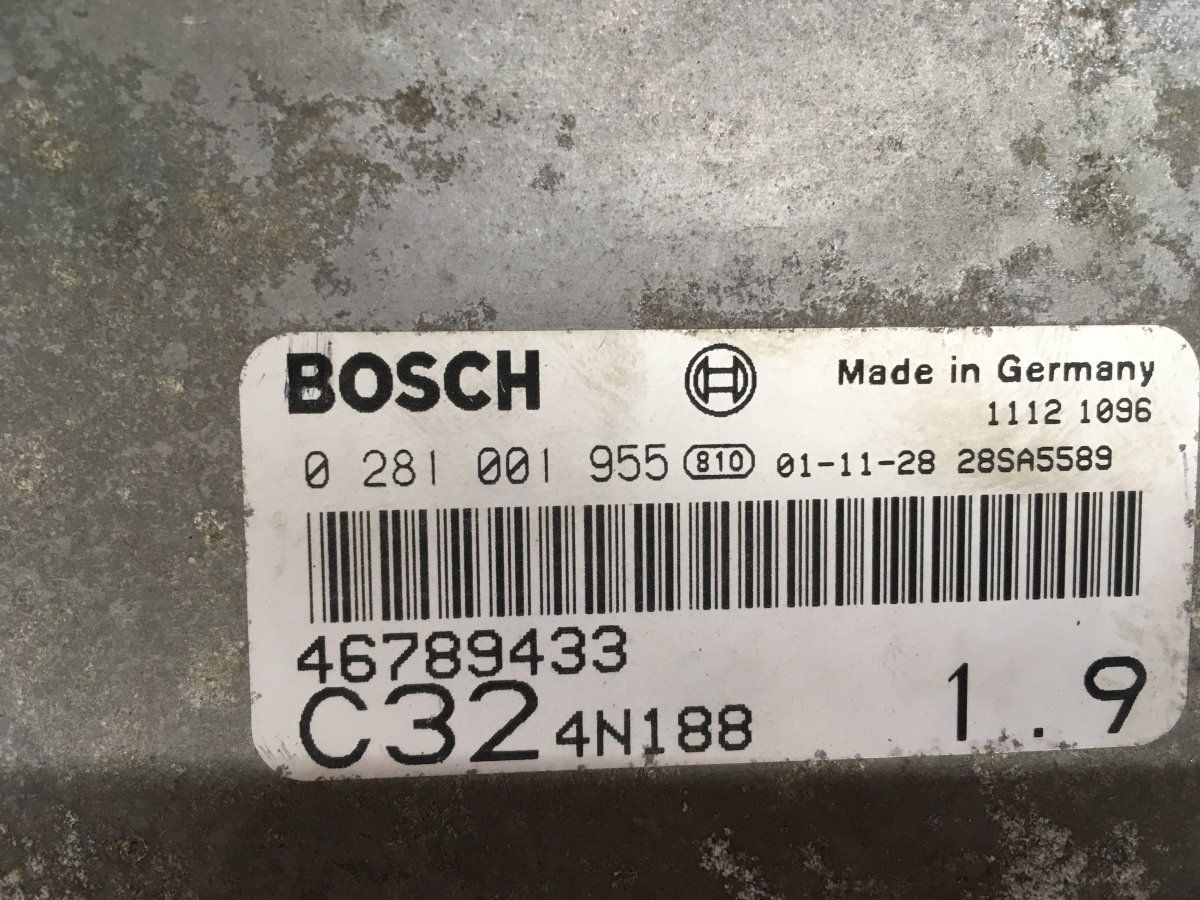 BOSCH Made in Germany
1112 1096
0 281 001 955 810 01-11-28 28SA5589
46789433
C32 4N188 1.9